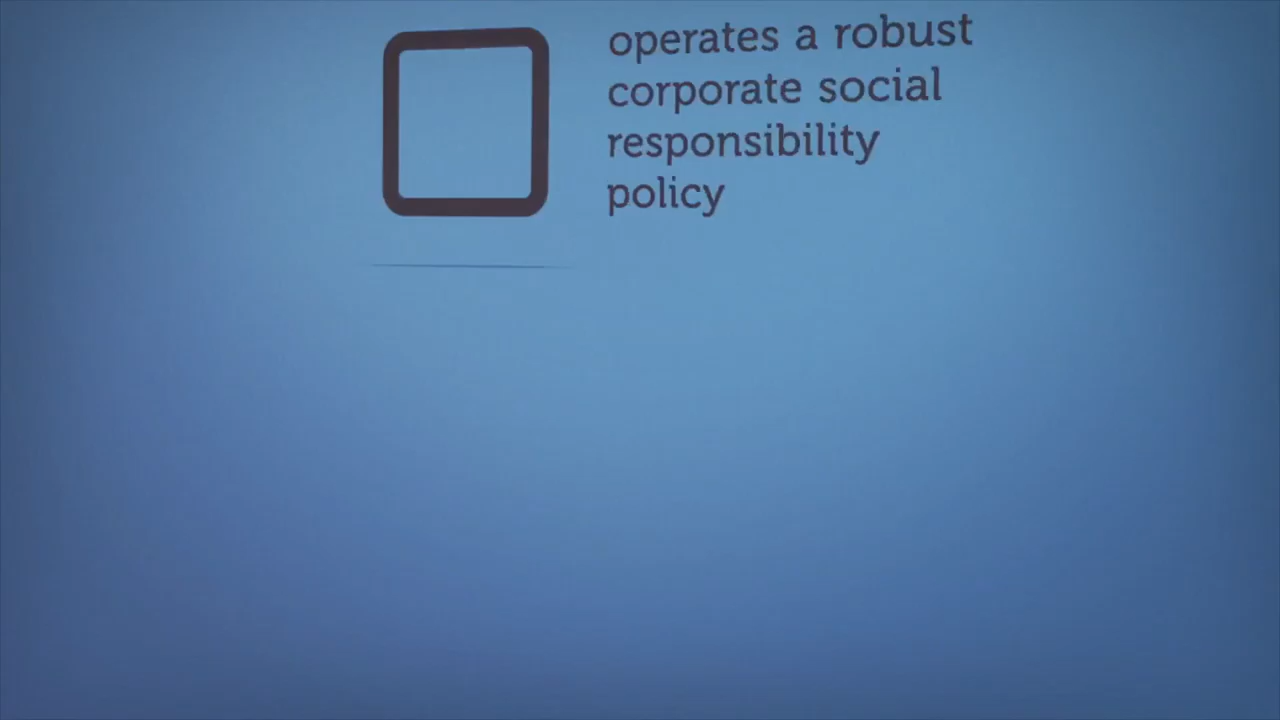 operates a robust
corporate social
responsibility
policy